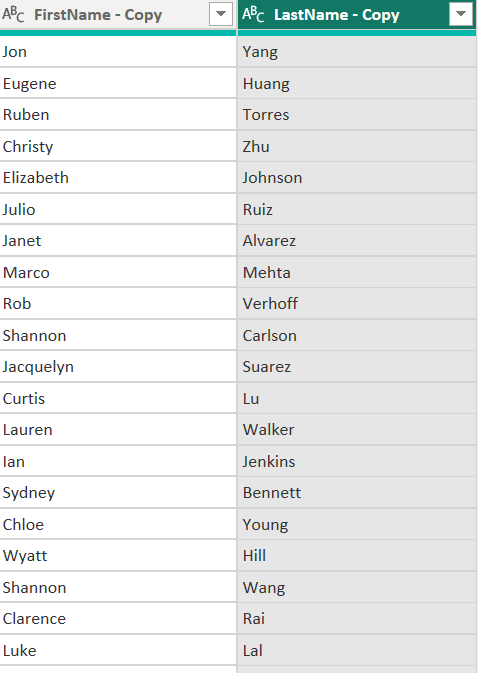 ABC FirstName - Copy ABC LastName - Copy
Jon Yang
Eugene Huang
Ruben Torres
Christy Zhu
Elizabeth Johnson
Julio Ruiz
Janet Alvarez
Marco Mehta
Rob Verhoff
Shannon Carlson
Jacquelyn Suarez
Curtis Lu
Lauren Walker
Ian Jenkins
Sydney Bennett
Chloe Young
Wyatt Hill
Shannon Wang
Clarence Rai
Luke Lal